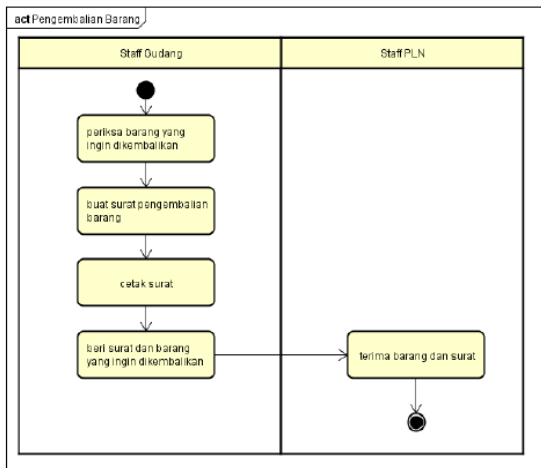 act Pengembalian Barang
Staff Gudang
Staff PLN
periksa barang yang
ingin dikembalikan
buat surat pengembalian
barang
cetak surat
beri surat dan barang
yang ingin dikembalikan
terima barang dan surat